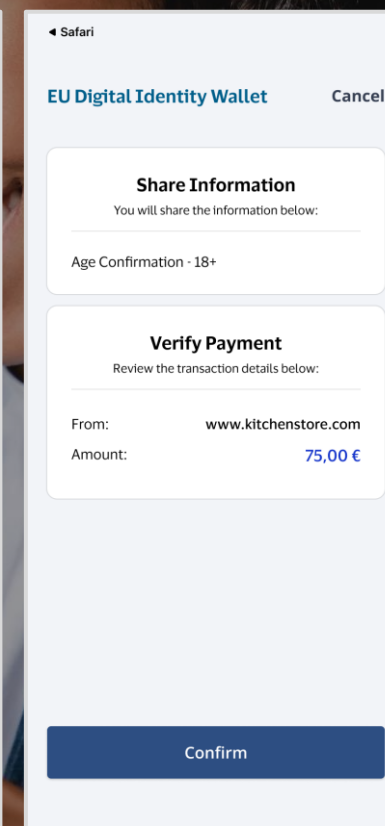 ◀ Safari
EU Digital Identity Wallet Cancel
Share Information
You will share the information below:
Age Confirmation - 18+
Verify Payment
Review the transaction details below:
From: www.kitchenstore.com
Amount: 75,00 €
Confirm